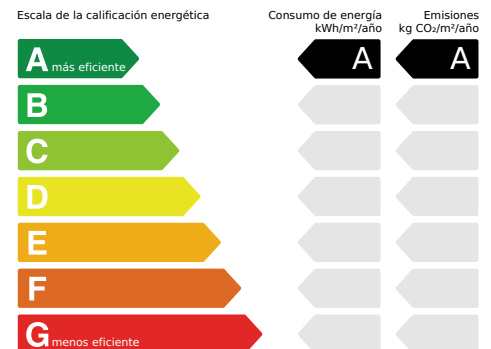 Escala de la calificación energética
Consumo de energía
kWh/m²/año
Emisiones
kg CO₂/m²/año
A más eficiente
A
A
B
C
D
E
F
G menos eficiente